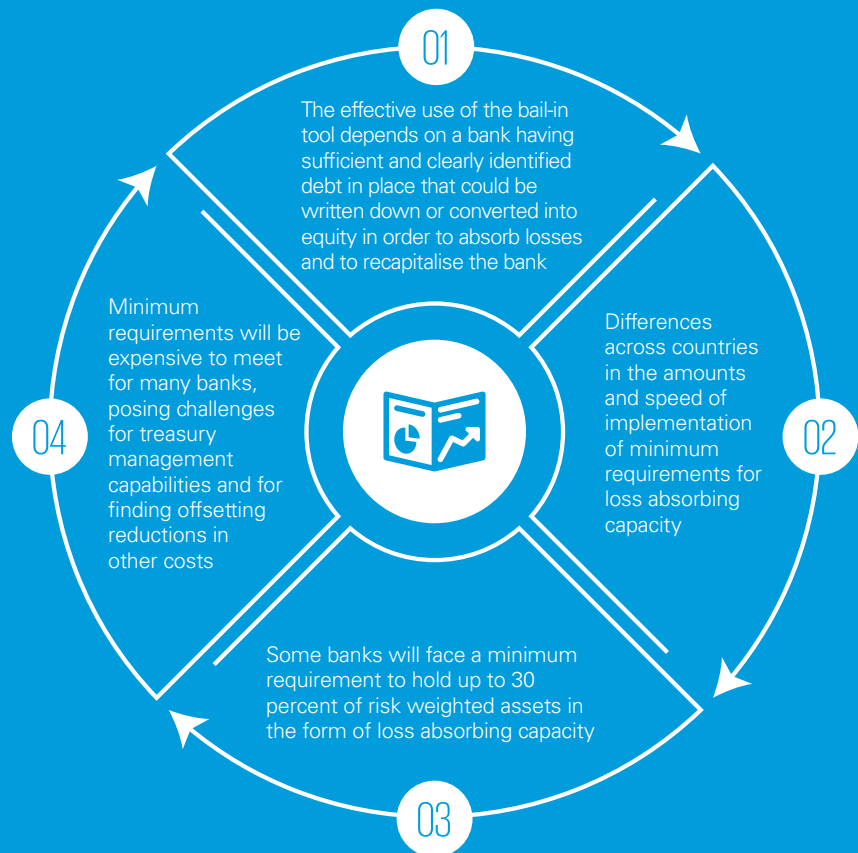 01
The effective use of the bail-in
tool depends on a bank having
sufficient and clearly identified
debt in place that could be
written down or converted into
equity in order to absorb losses
and to recapitalise the bank
02
Differences
across countries
in the amounts
and speed of
implementation
of minimum
requirements for
loss absorbing
capacity
03
Some banks will face a minimum
requirement to hold up to 30
percent of risk weighted assets in
the form of loss absorbing capacity
04
Minimum
requirements will be
expensive to meet
for many banks,
posing challenges
for treasury
management
capabilities and for
finding offsetting
reductions in
other costs